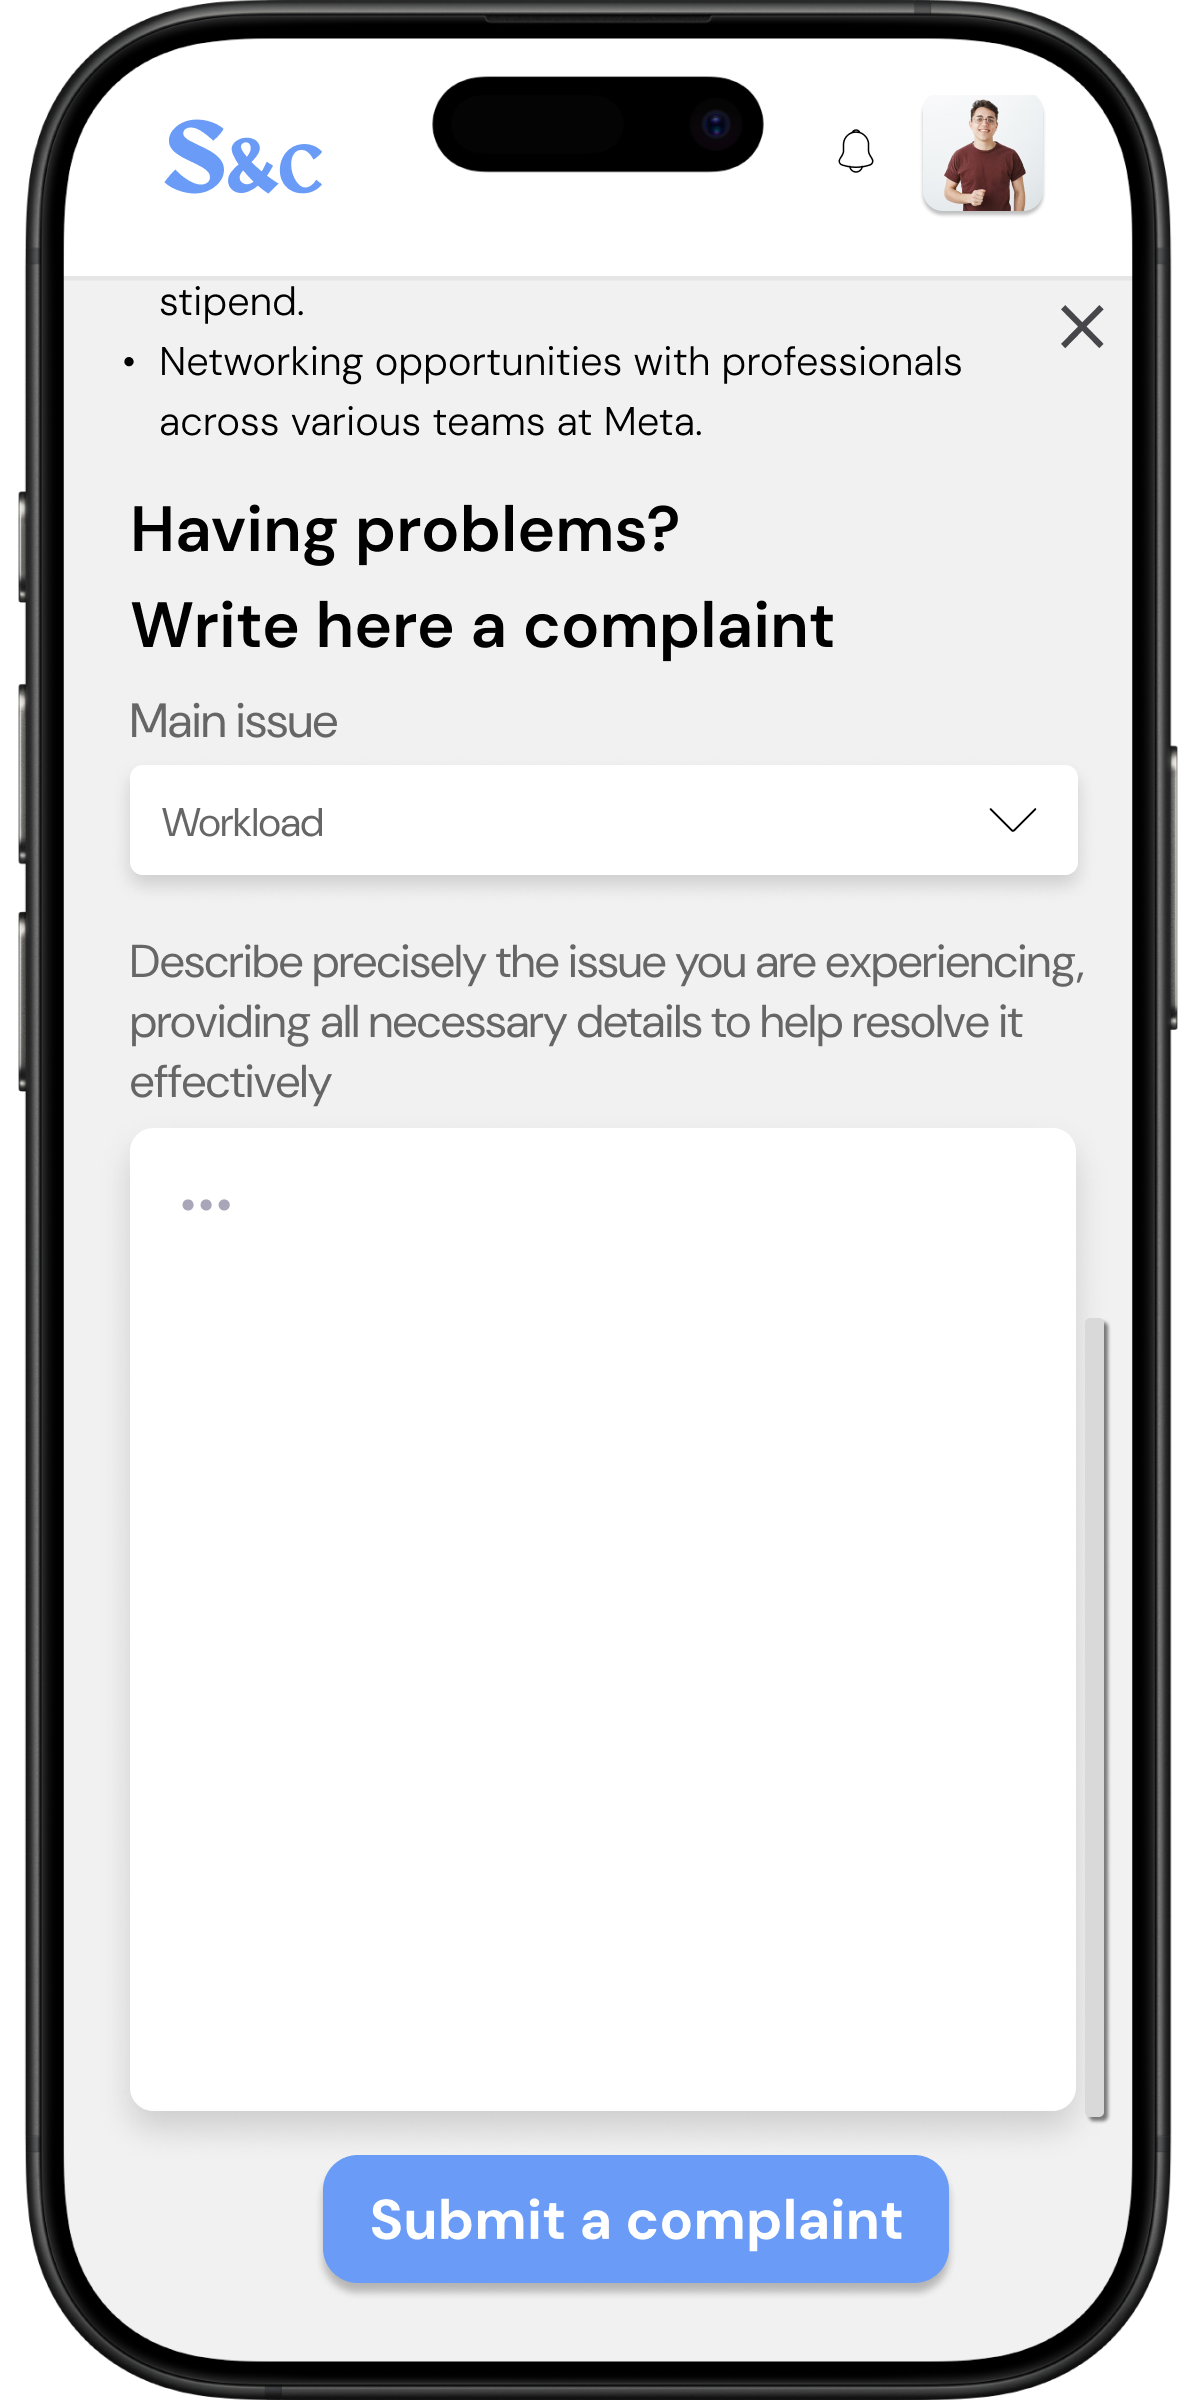 S&C
stipend.
• Networking opportunities with professionals
across various teams at Meta.
Having problems?
Write here a complaint
Main issue
Workload
Describe precisely the issue you are experiencing,
providing all necessary details to help resolve it
effectively
...
Submit a complaint